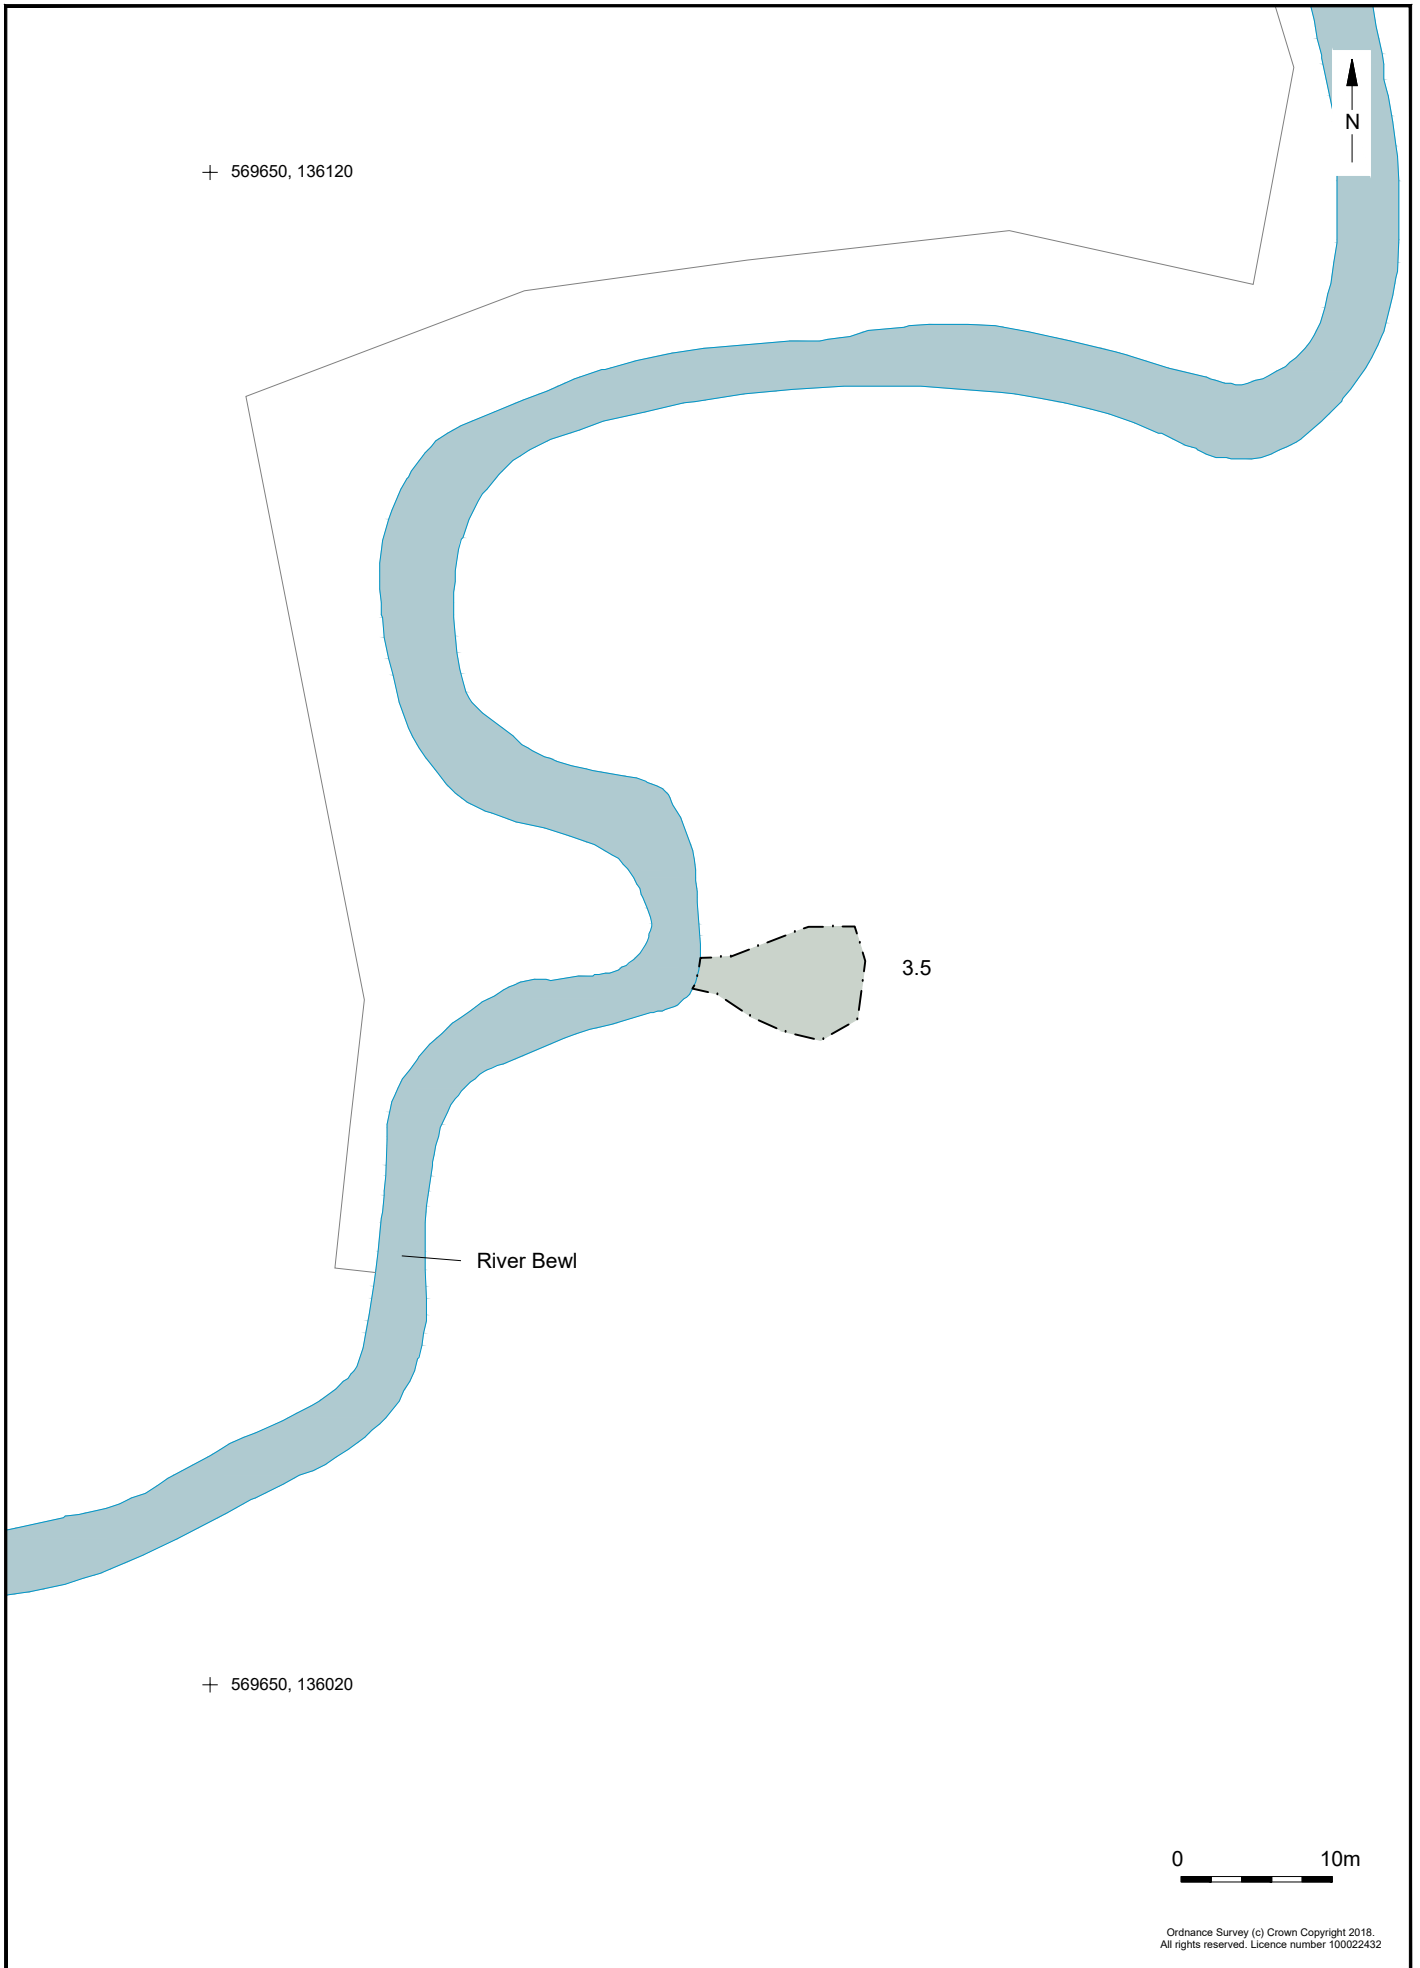 N
569650, 136120
3.5
River Bewl
569650, 136020
0 10m
Ordnance Survey (c) Crown Copyright 2018.
All rights reserved. Licence number 100022432